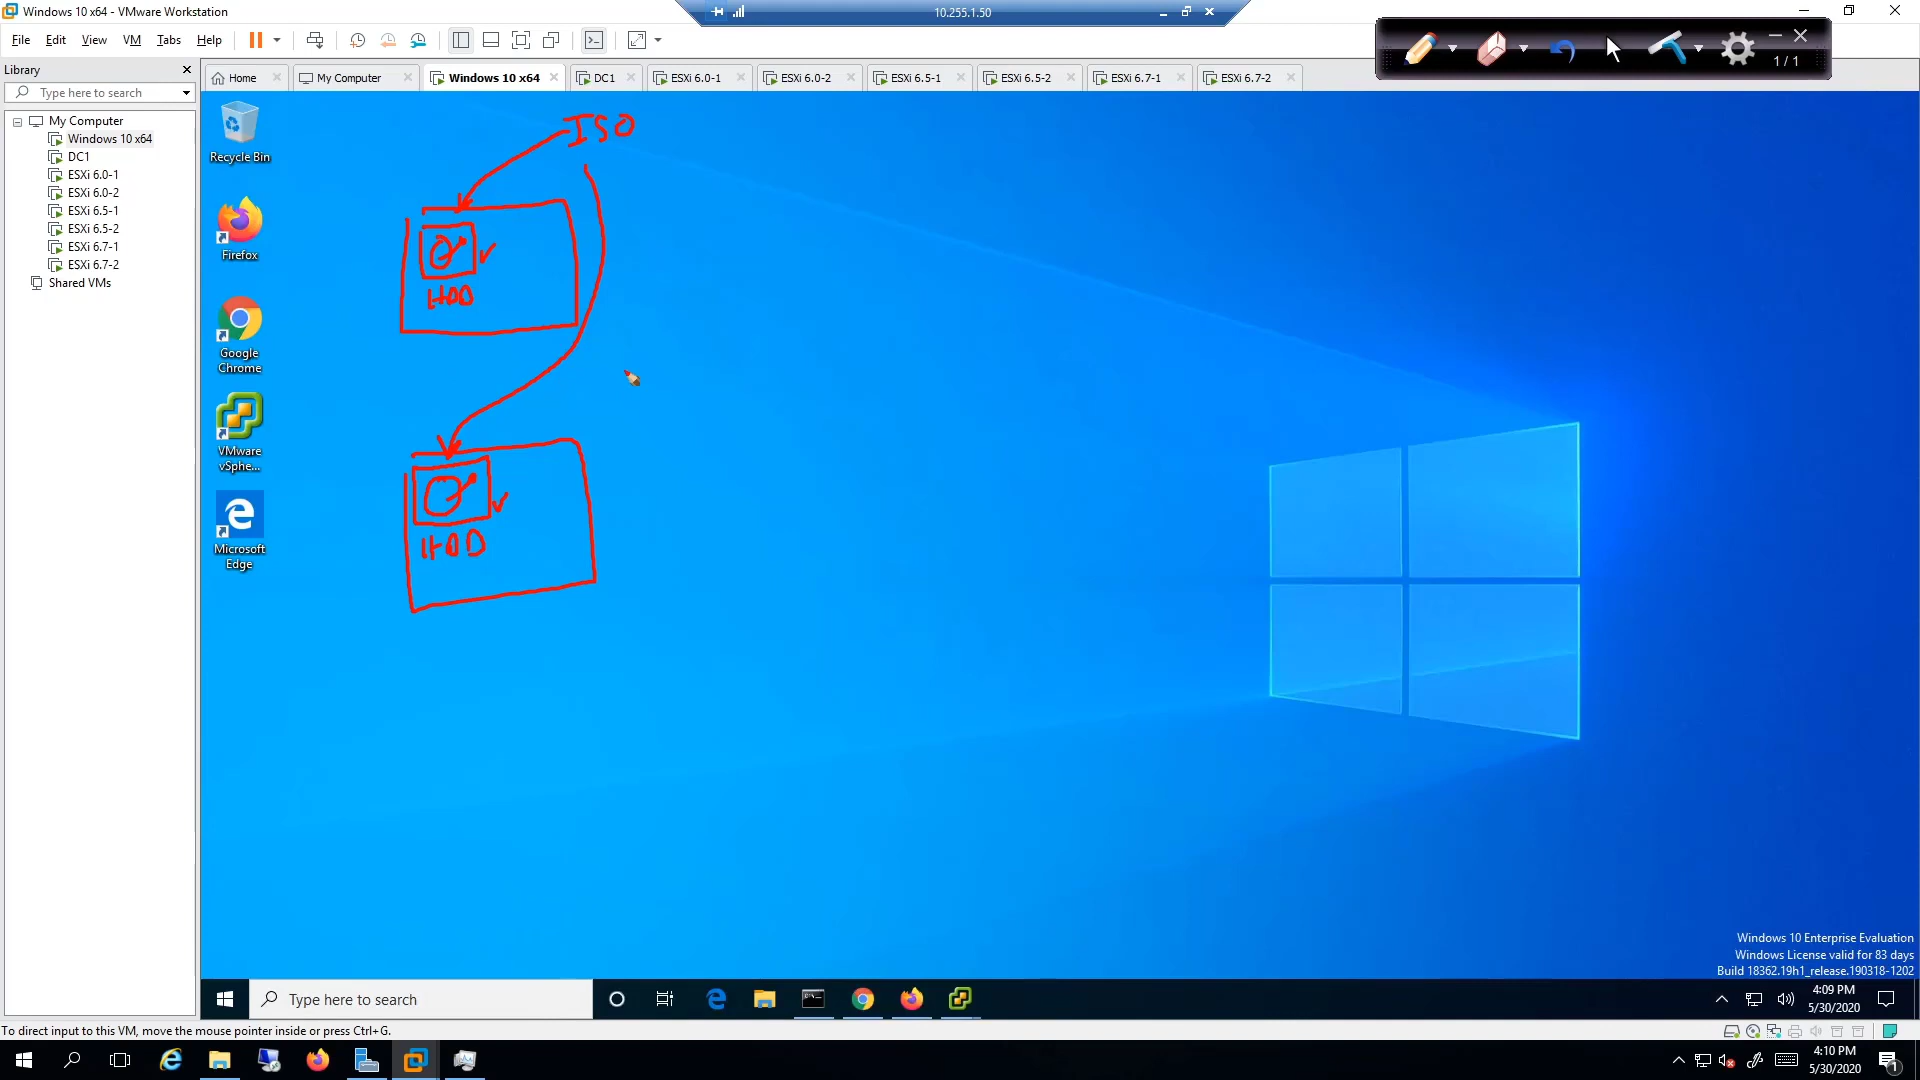 Windows 10 x64 - VMware Workstation
10.255.1.50
File Edit View VM Tabs Help
1 / 1
Library
Type here to search
My Computer
Windows 10 x64
DC1
ESXi 6.0-1
ESXi 6.0-2
ESXi 6.5-1
ESXi 6.5-2
ESXi 6.7-1
ESXi 6.7-2
Shared VMs
Home My Computer Windows 10 x64 DC1 ESXi 6.0-1 ESXi 6.0-2 ESXi 6.5-1 ESXi 6.5-2 ESXi 6.7-1 ESXi 6.7-2
Recycle Bin
Firefox
Google
Chrome
VMware
vSphe...
Microsoft
Edge
ISO
HDD
HDD
Windows 10 Enterprise Evaluation
Windows License valid for 83 days
Build 18362.19h1_release.190318-1202
Type here to search
4:09 PM
5/30/2020
To direct input to this VM, move the mouse pointer inside or press Ctrl+G.
4:10 PM
5/30/2020
1